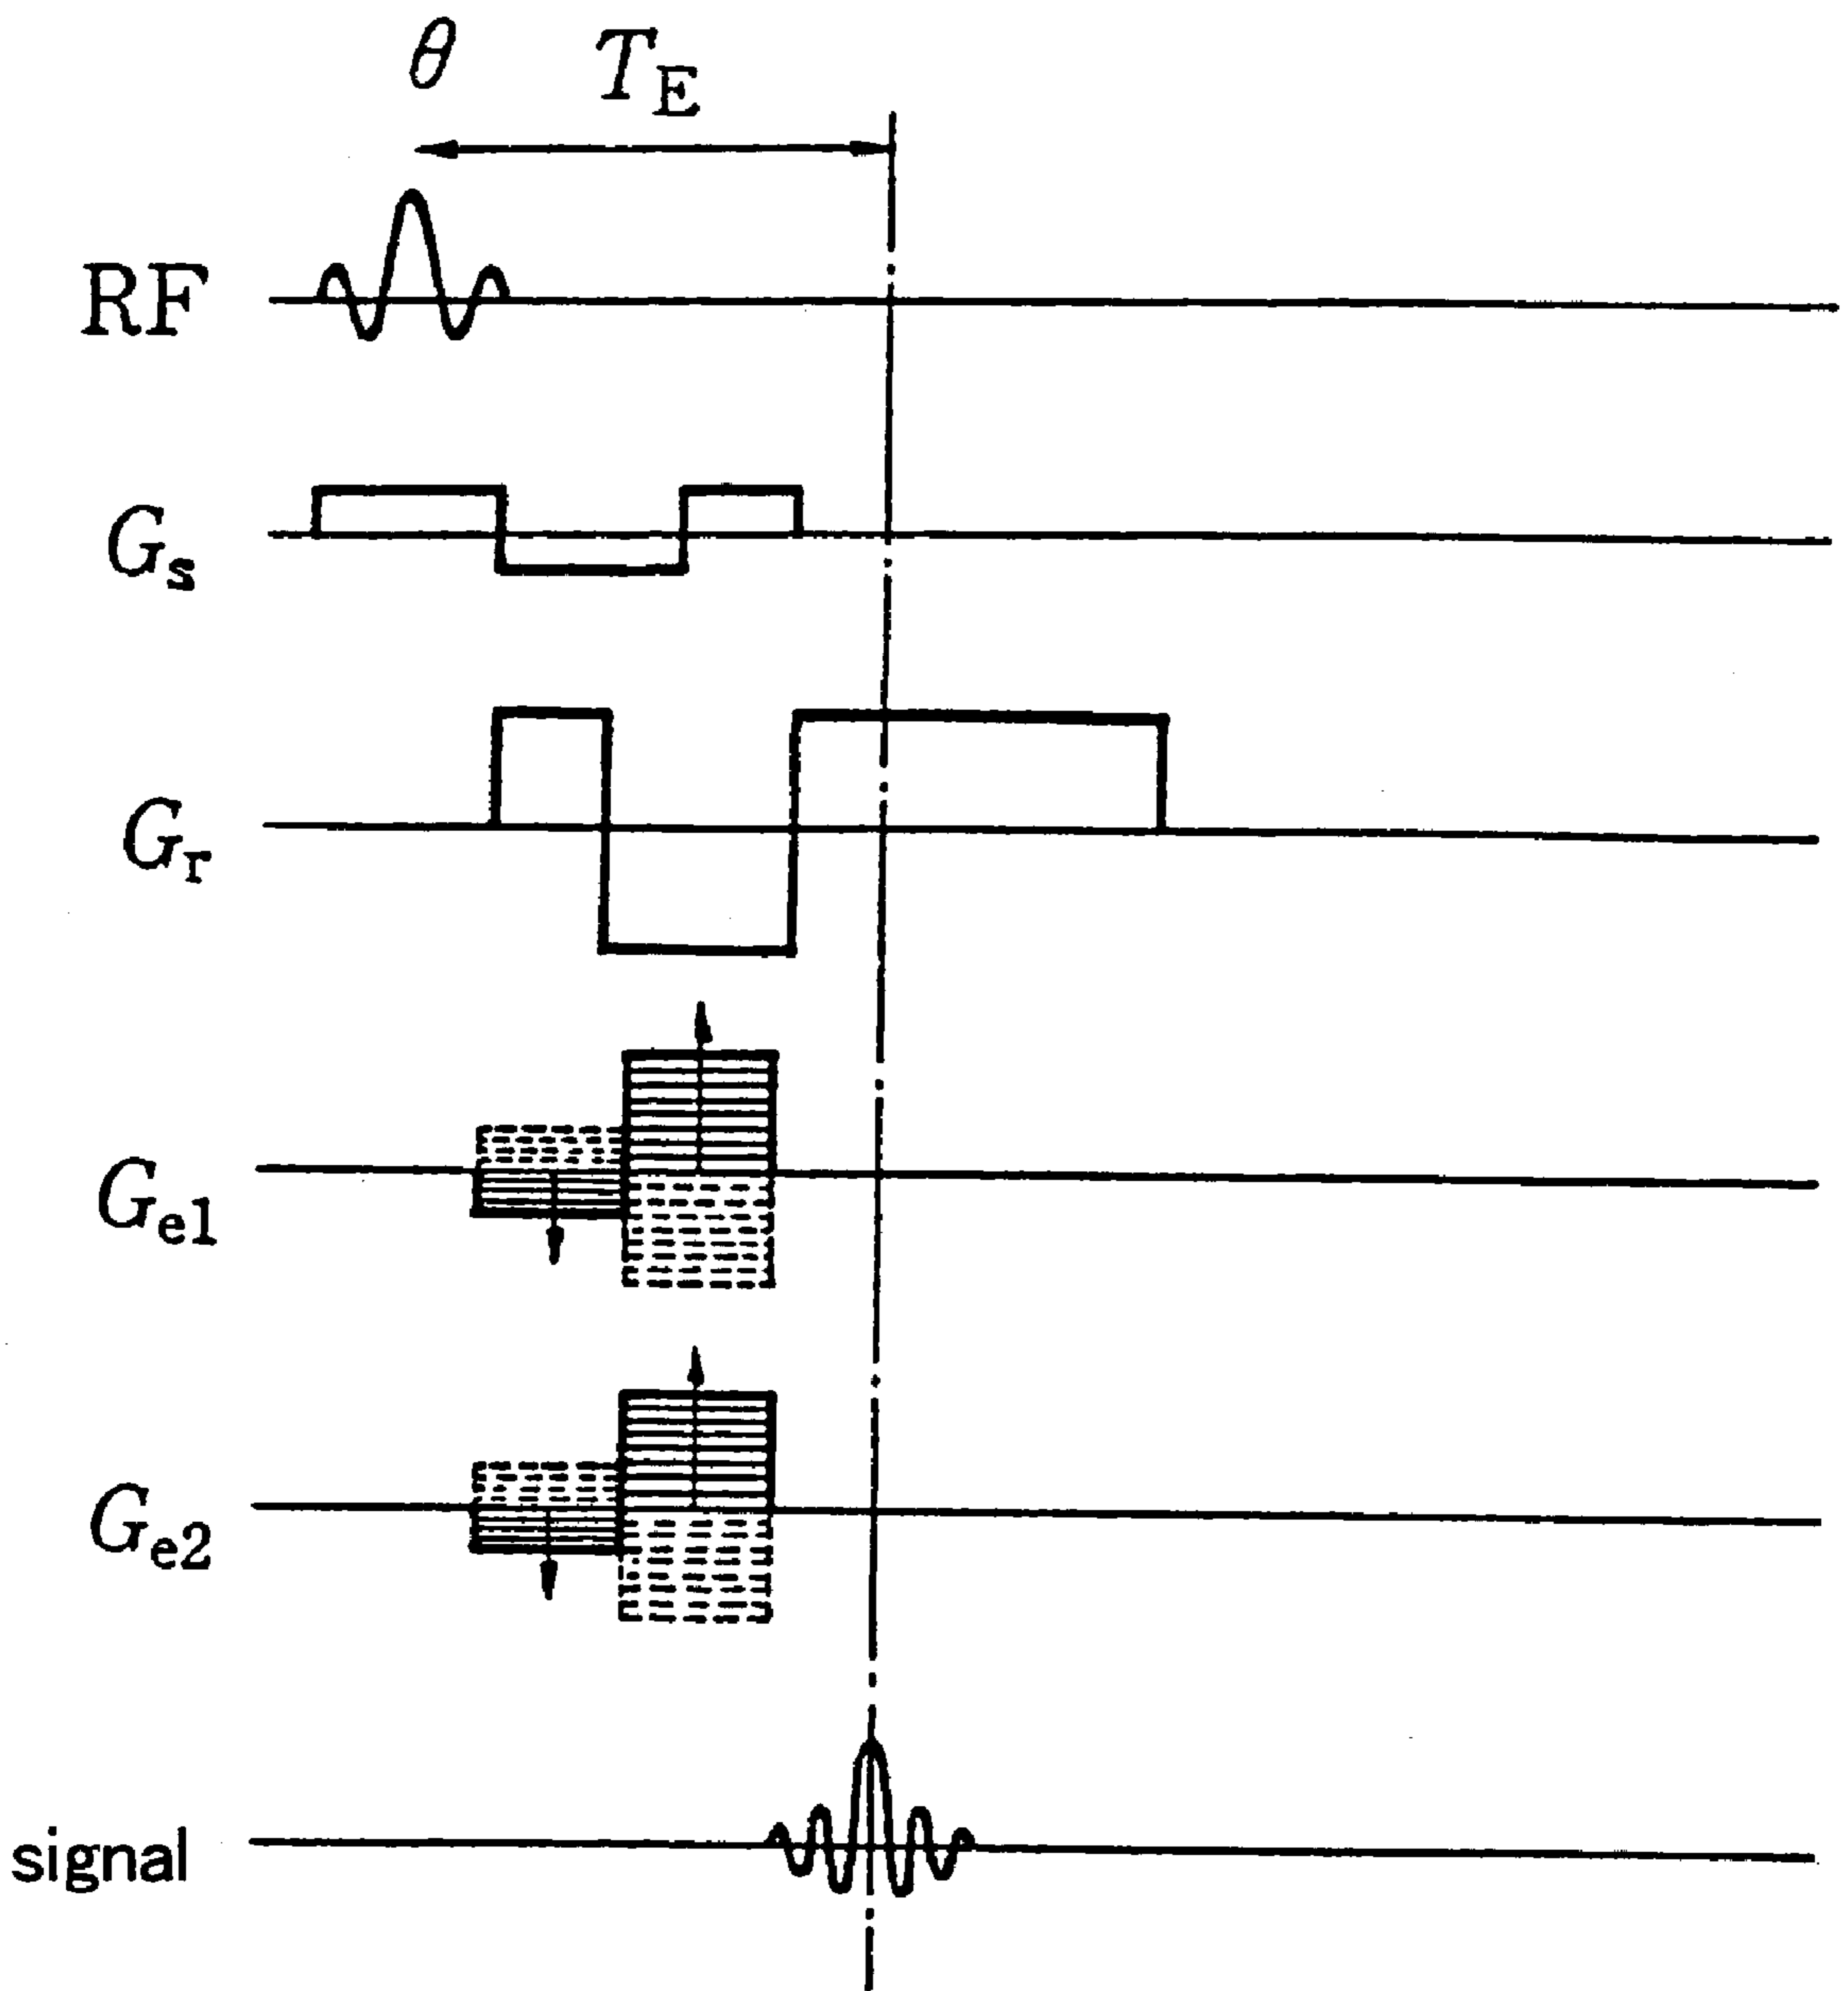 θ T_E
RF
G_s
G_r
G_e1
G_e2
signal